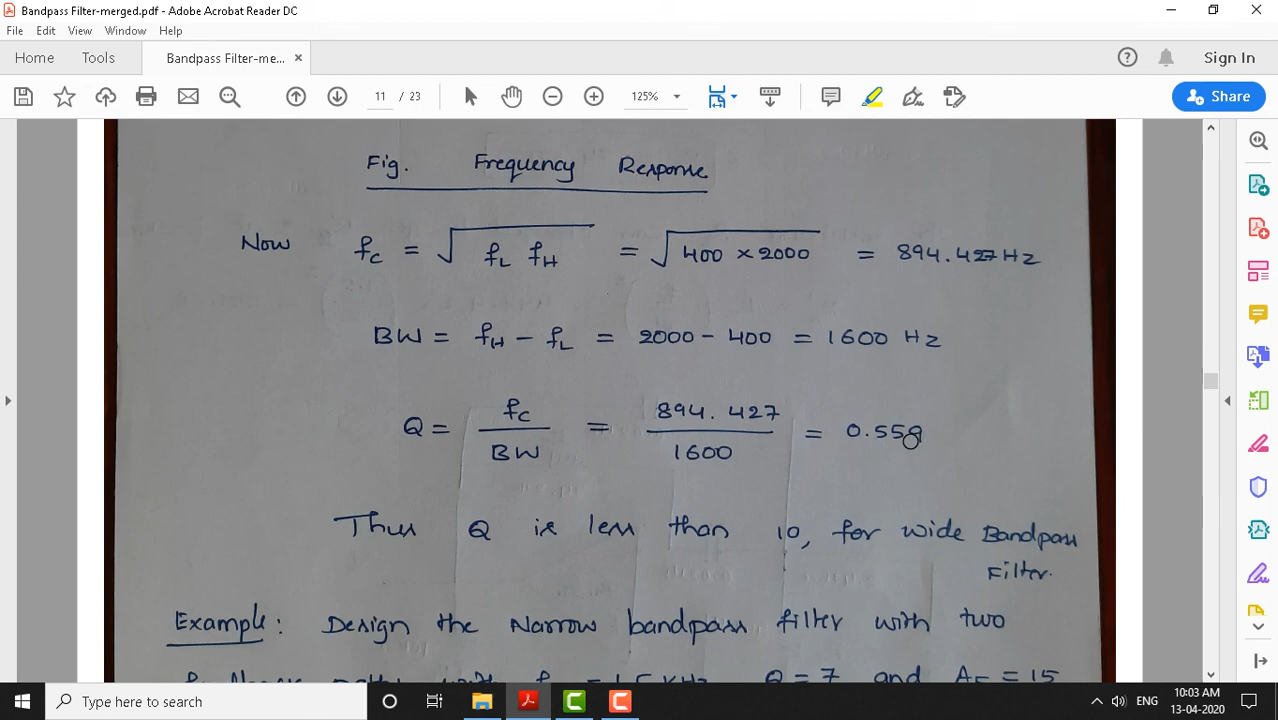 Bandpass Filter-merged.pdf - Adobe Acrobat Reader DC
File Edit View Window Help
Home Tools Bandpass Filter-me... × Sign In
11 / 23 125% Share
Fig. Frequency Response
Now fC = √ fL fH = √400 × 2000 = 894.427 Hz
BW = fH - fL = 2000 - 400 = 1600 Hz
Q = fC / BW = 894.427 / 1600 = 0.559
Thus Q is less than 10, for wide Bandpass
Filter.
Example: Design the Narrow bandpass filter with two
Q = 7 and AF = 15
Type here to search
ENG 10:03 AM
13-04-2020